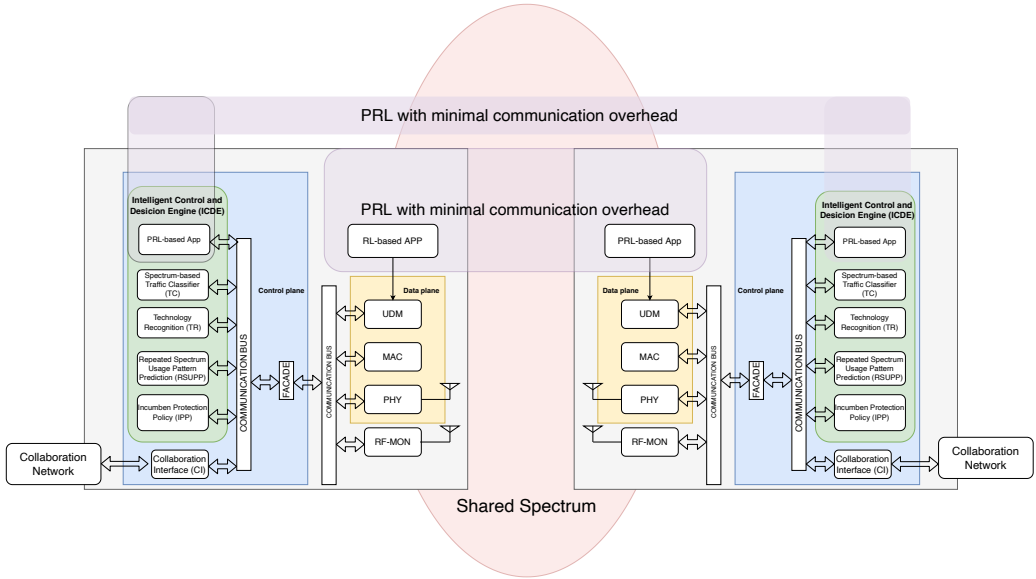 PRL with minimal communication overhead
PRL with minimal communication overhead
Intelligent Control and
Desicion Engine (ICDE)
PRL-based App
Spectrum-based
Traffic Classifier
(TC)
Technology
Recognition (TR)
Repeated Spectrum
Usage Pattern
Prediction (RSUPP)
Incumben Protection
Policy (IPP)
Collaboration
Interface (CI)
Collaboration
Network
COMMUNICATION BUS
Control plane
FACADE
COMMUNICATION BUS
RL-based APP
Data plane
UDM
MAC
PHY
RF-MON
Shared Spectrum
PRL-based App
Data plane
UDM
MAC
PHY
RF-MON
COMMUNICATION BUS
FACADE
Control plane
COMMUNICATION BUS
Intelligent Control and
Desicion Engine (ICDE)
PRL-based App
Spectrum-based
Traffic Classifier
(TC)
Technology
Recognition (TR)
Repeated Spectrum
Usage Pattern
Prediction (RSUPP)
Incumben Protection
Policy (IPP)
Collaboration
Interface (CI)
Collaboration
Network